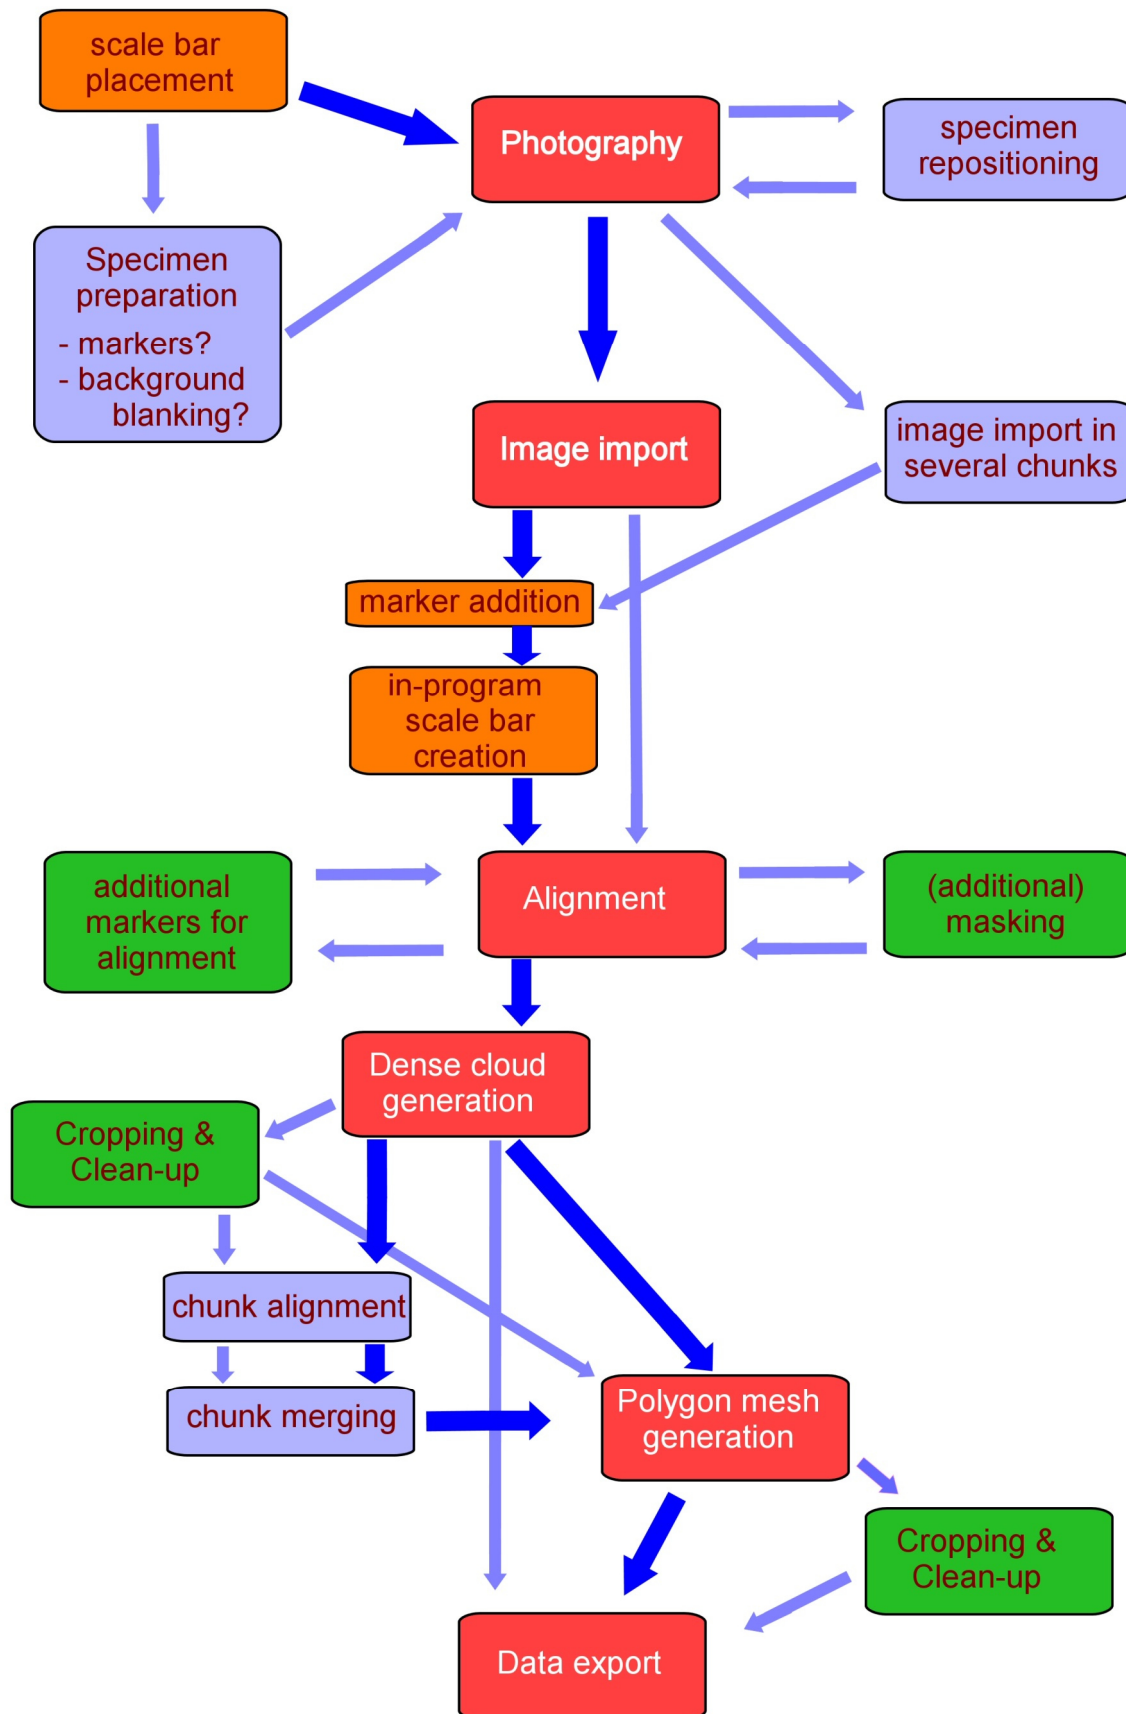 scale bar
placement
Photography
specimen
repositioning
Specimen
preparation
- markers?
- background
blanking?
Image import
image import in
several chunks
marker addition
in-program
scale bar
creation
additional
markers for
alignment
Alignment
(additional)
masking
Dense cloud
generation
Cropping &
Clean-up
chunk alignment
chunk merging
Polygon mesh
generation
Cropping &
Clean-up
Data export